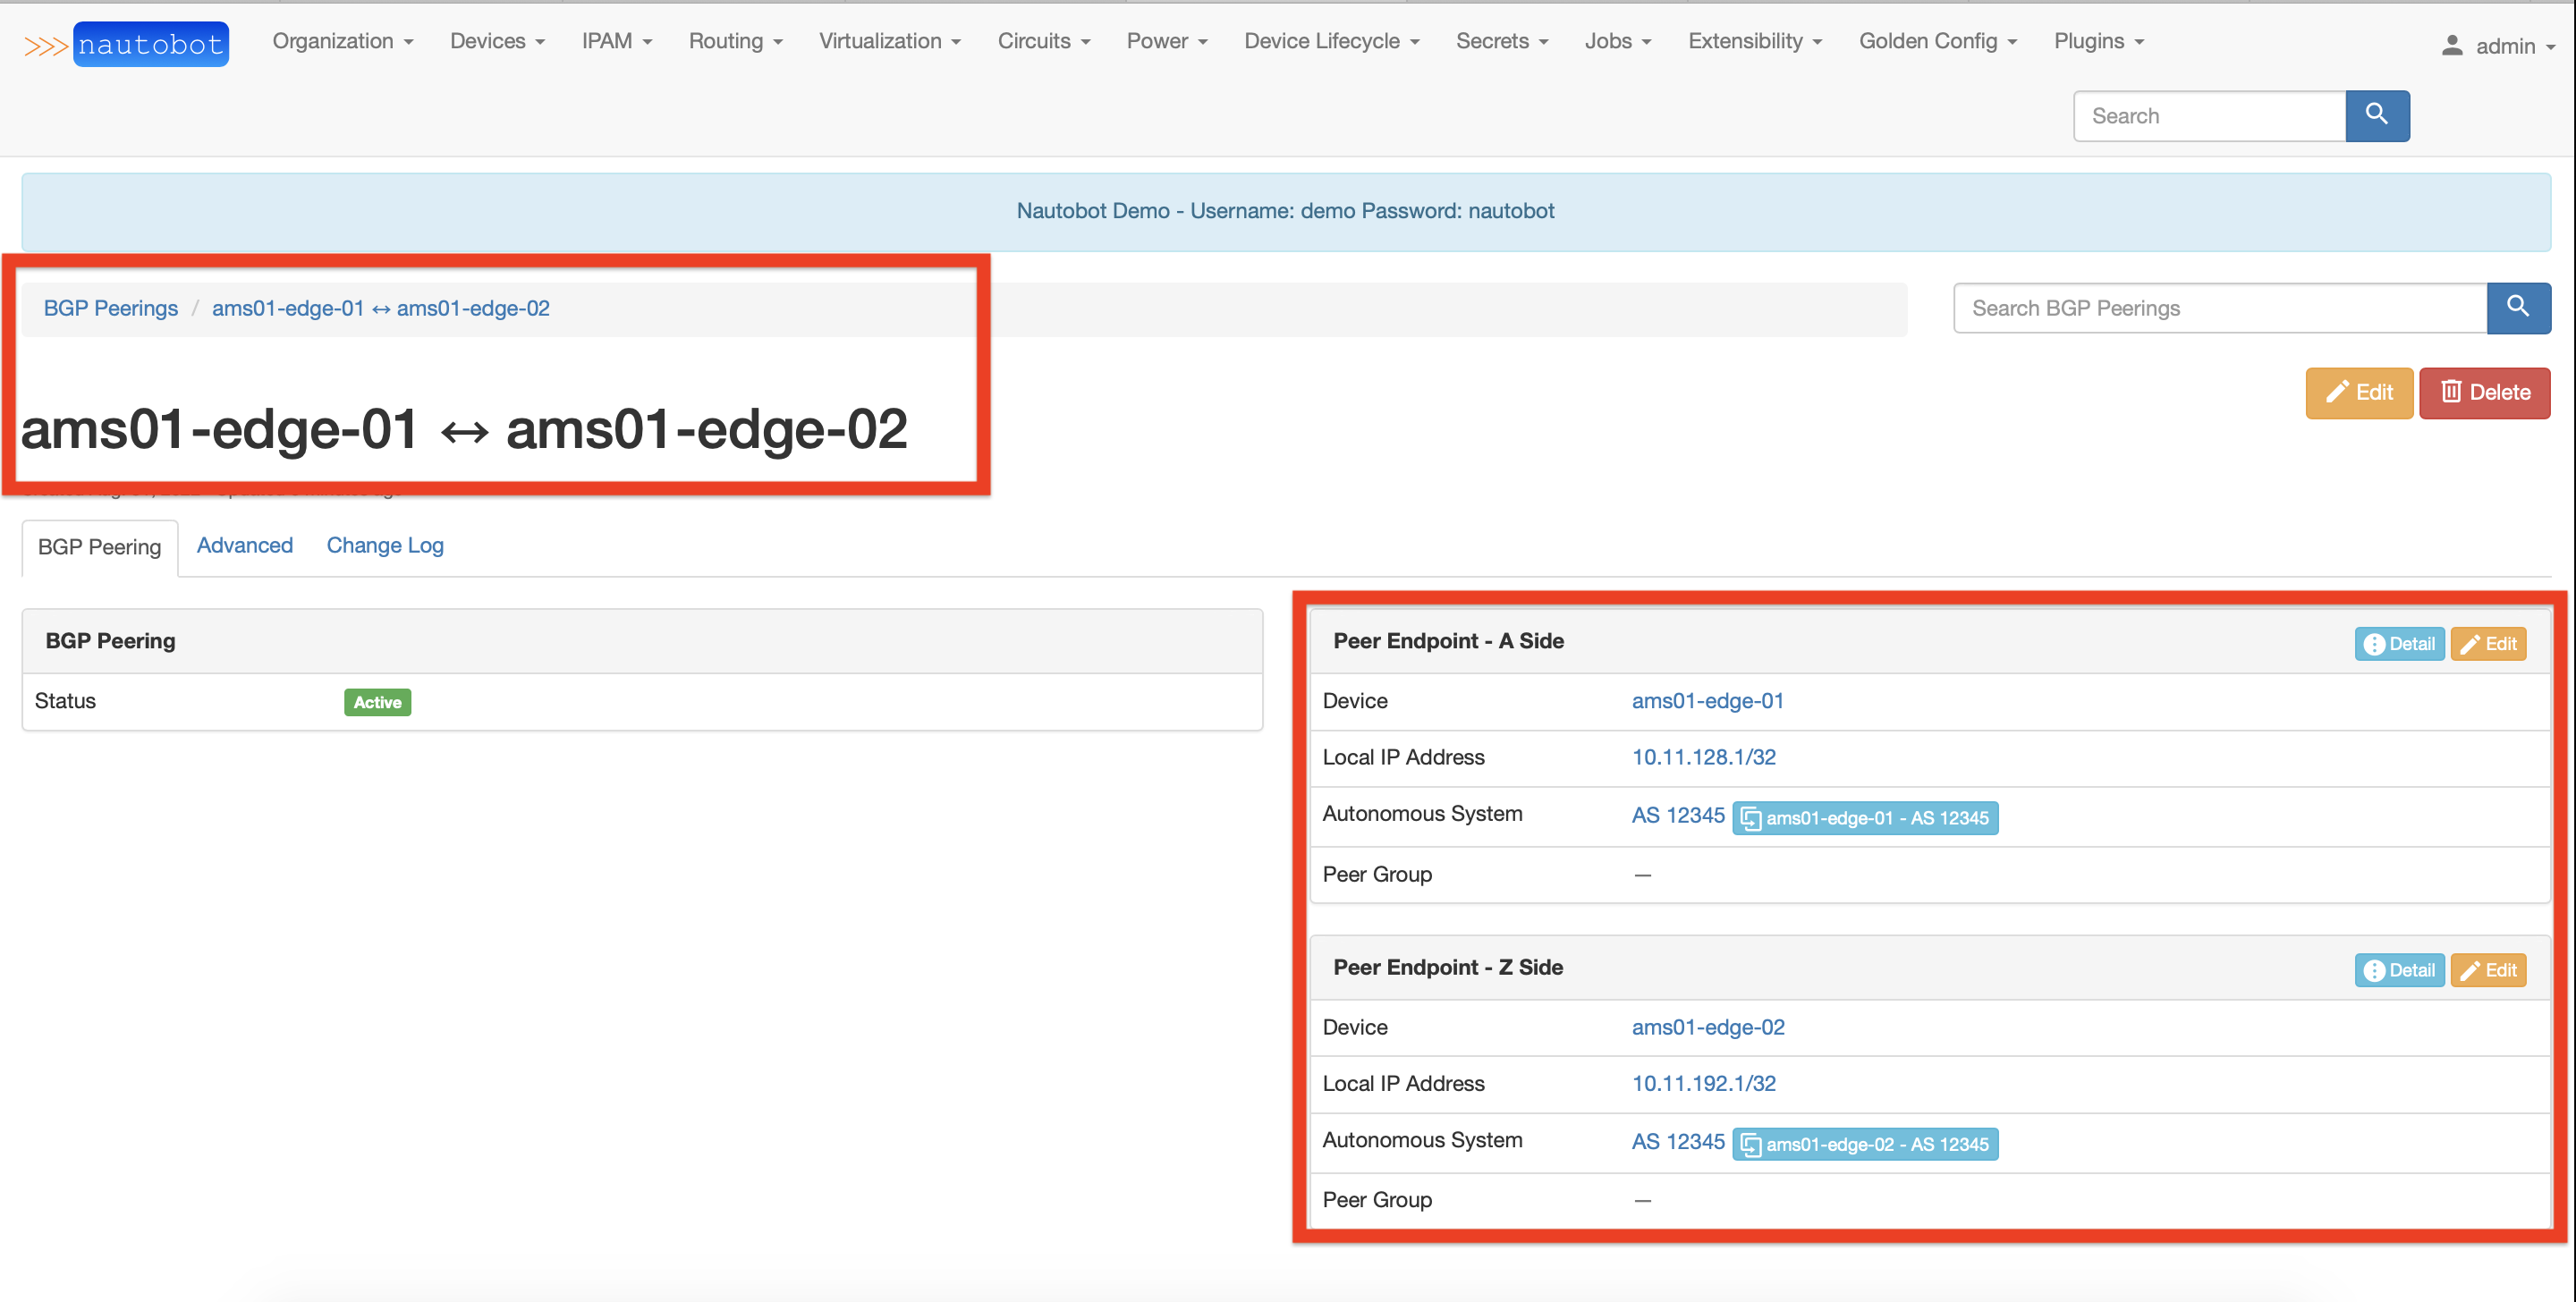 >>> nautobot Organization Devices IPAM Routing Virtualization Circuits Power Device Lifecycle Secrets Jobs Extensibility Golden Config Plugins admin
Search
Nautobot Demo - Username: demo Password: nautobot
BGP Peerings / ams01-edge-01 ↔ ams01-edge-02
Search BGP Peerings
Edit Delete
ams01-edge-01 ↔ ams01-edge-02
BGP Peering Advanced Change Log
BGP Peering
Status Active
Peer Endpoint - A Side Detail Edit
Device ams01-edge-01
Local IP Address 10.11.128.1/32
Autonomous System AS 12345 ams01-edge-01 - AS 12345
Peer Group —
Peer Endpoint - Z Side Detail Edit
Device ams01-edge-02
Local IP Address 10.11.192.1/32
Autonomous System AS 12345 ams01-edge-02 - AS 12345
Peer Group —